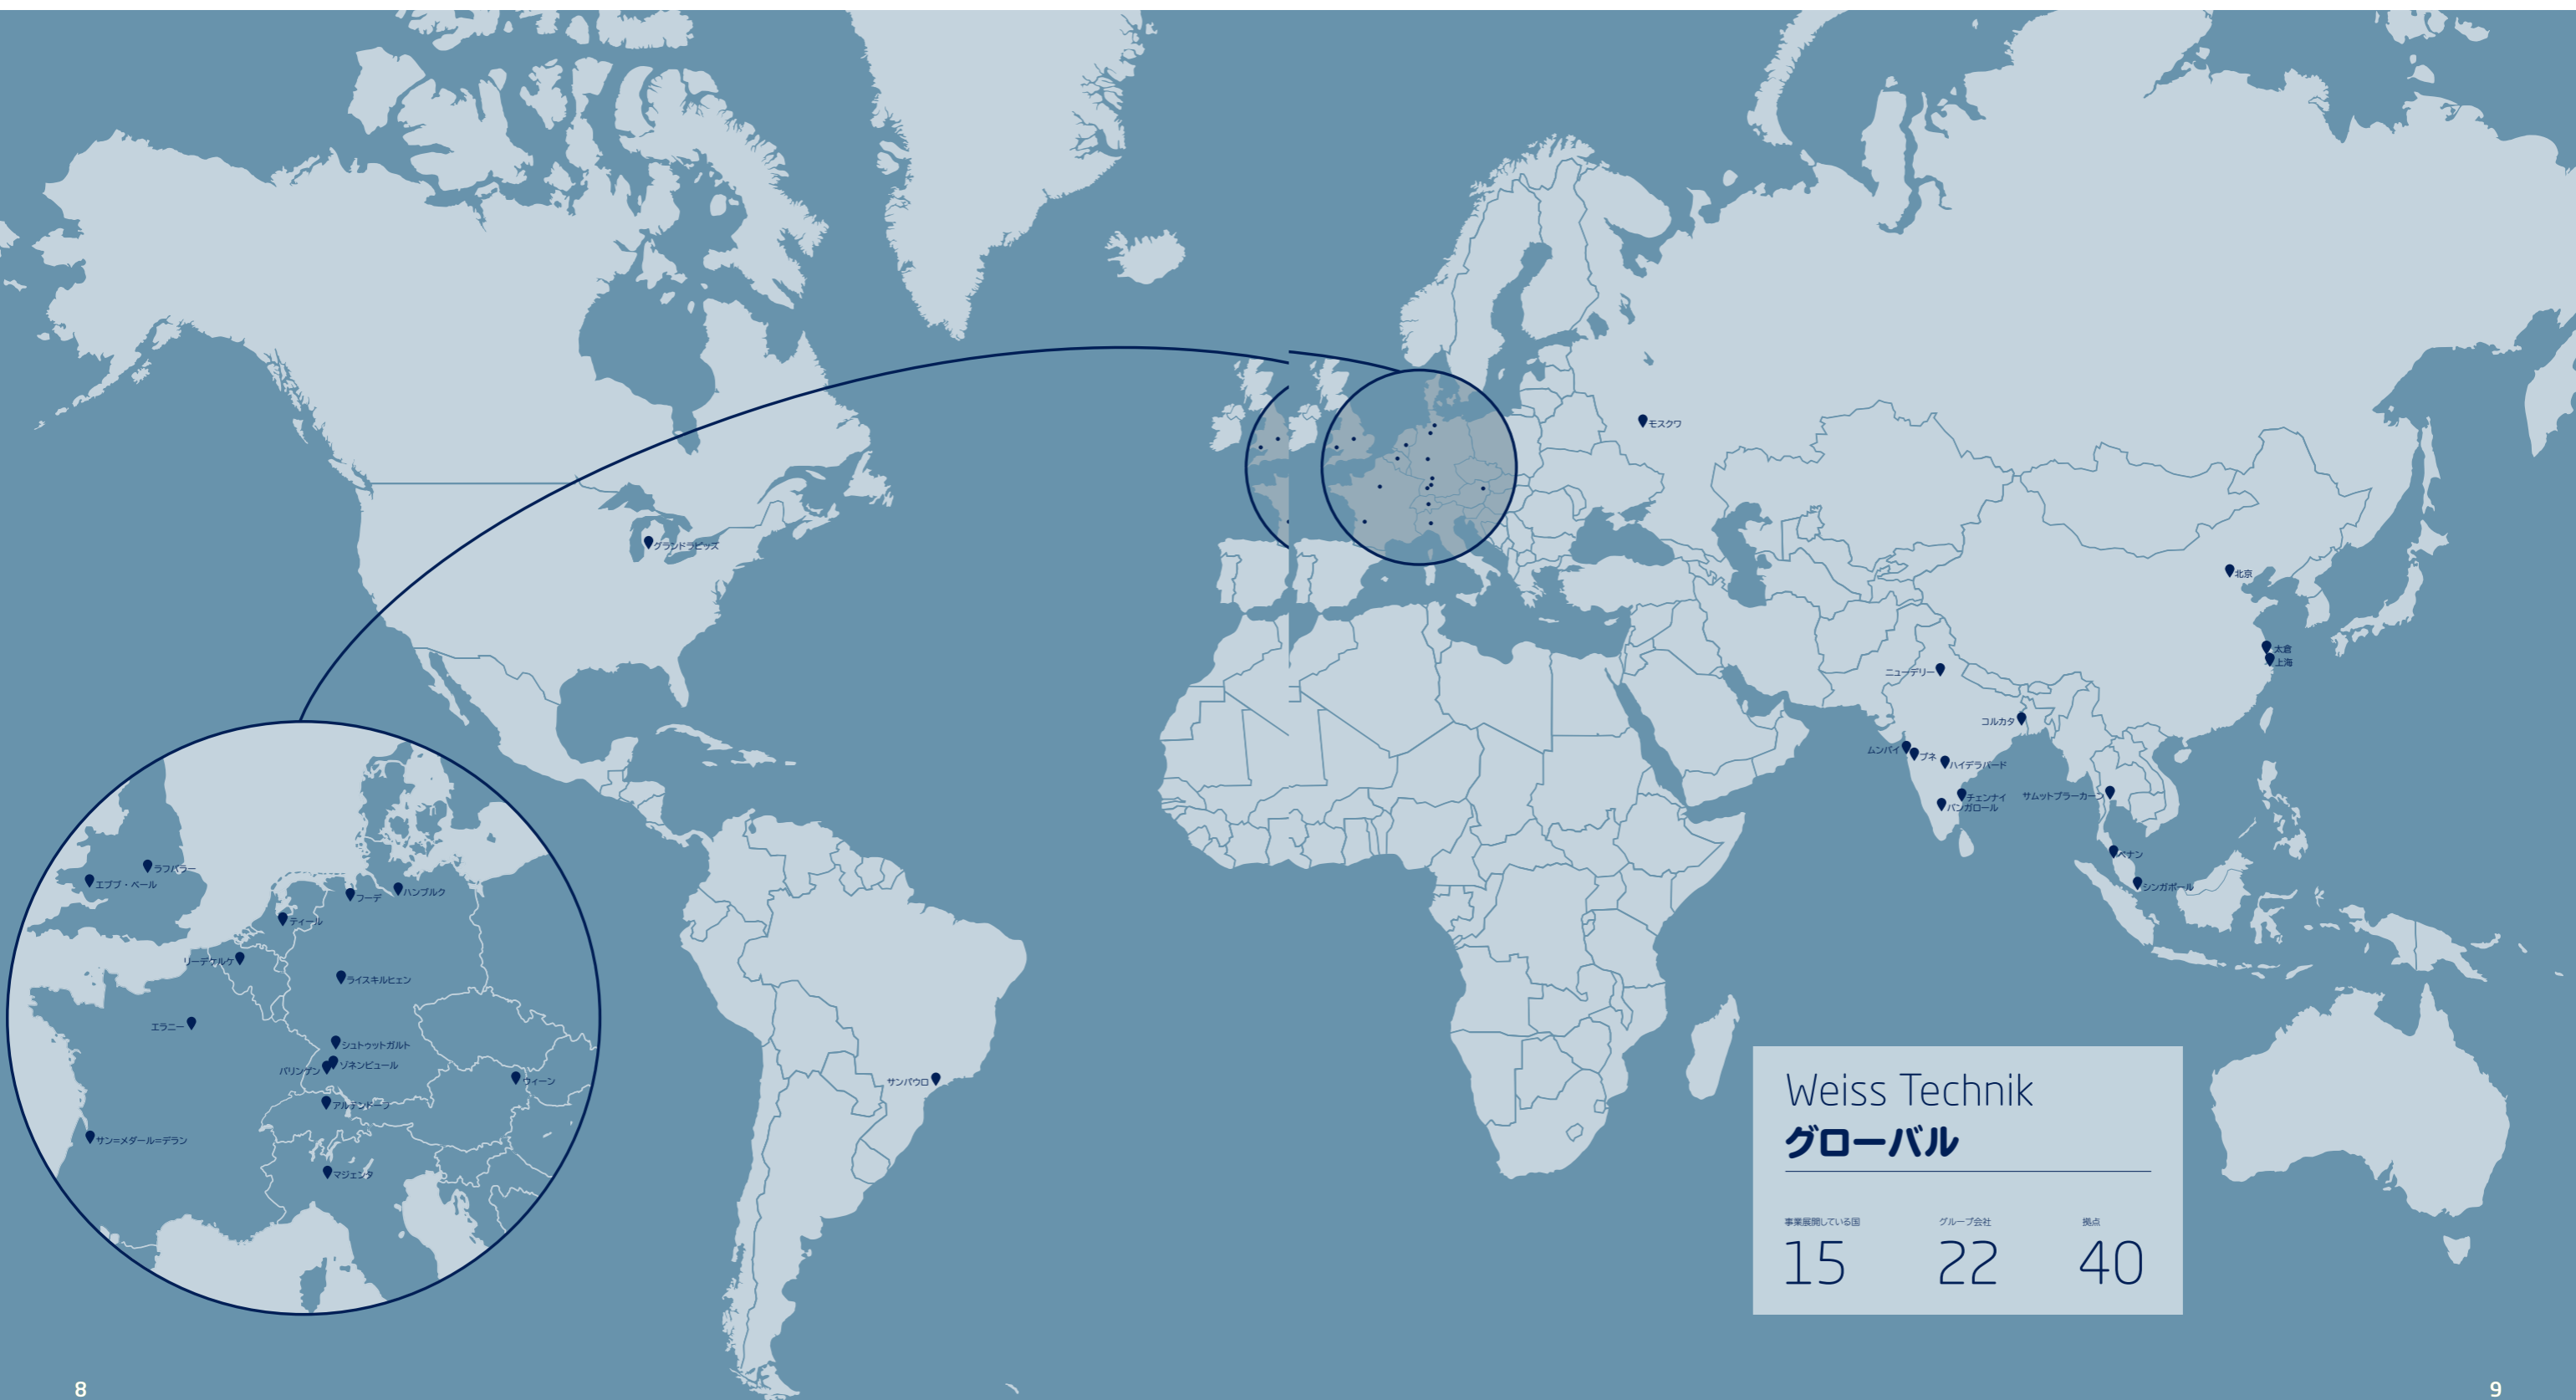 モスクワ
グランドラピッズ
北京
太倉
上海
ニューデリー
コルカタ
ムンバイ
プネ
ハイデラバード
チェンナイ
バンガロール
サムットプラーカーン
ペナン
シンガポール
サンパウロ
ラフバラー
エブブ・ベール
フーデ
ハンブルク
ティール
リーデケルケ
ライスキルヒェン
エラニー
シュトゥットガルト
ゾネンビュール
バリンゲン
ウィーン
アルテンドーフ
サン=メダール=デラン
マジェンタ
Weiss Technik
グローバル
事業展開している国
グループ会社
拠点
15
22
40
8
9